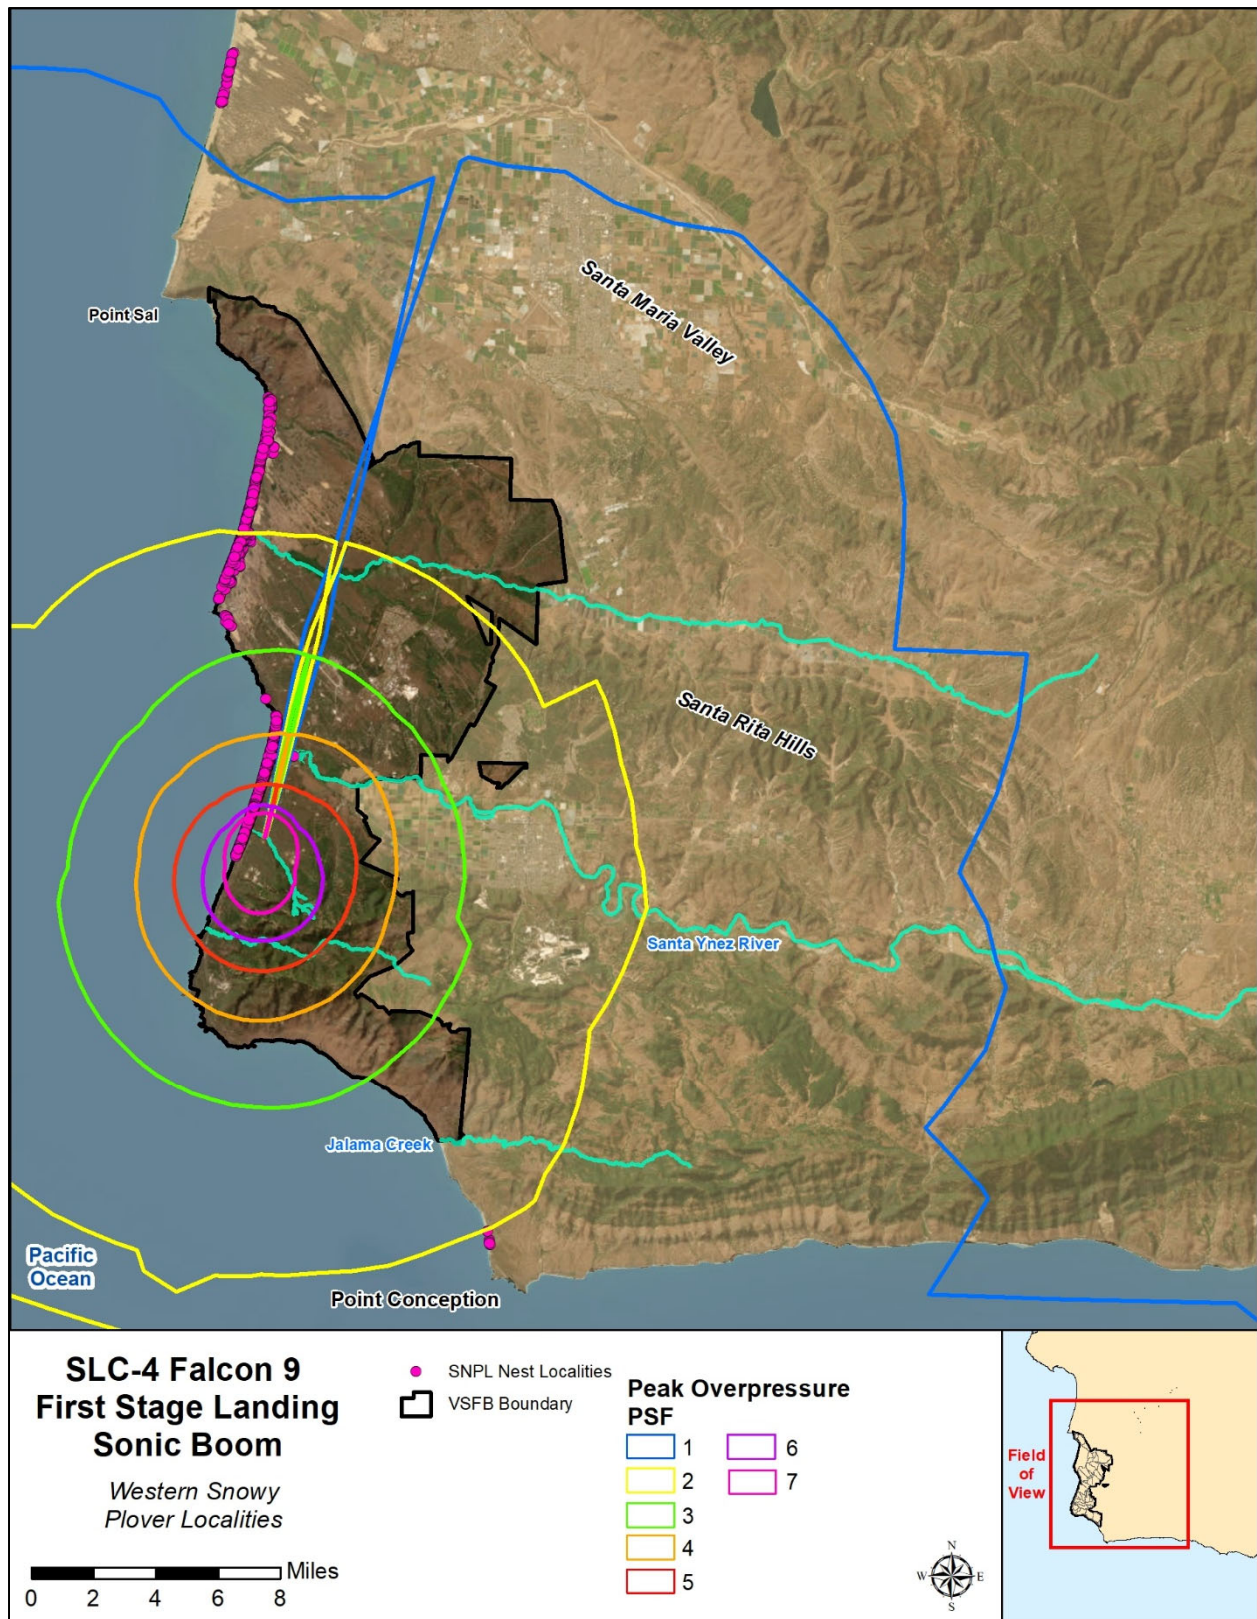 Point Sal
Santa Maria Valley
Santa Rita Hills
Santa Ynez River
Jalama Creek
Pacific
Ocean
Point Conception
SLC-4 Falcon 9
First Stage Landing
Sonic Boom
Western Snowy
Plover Localities
0 2 4 6 8 Miles
SNPL Nest Localities
VSFB Boundary
Peak Overpressure
PSF
1 6
2 7
3
4
5
N
W E
S
Field
of
View